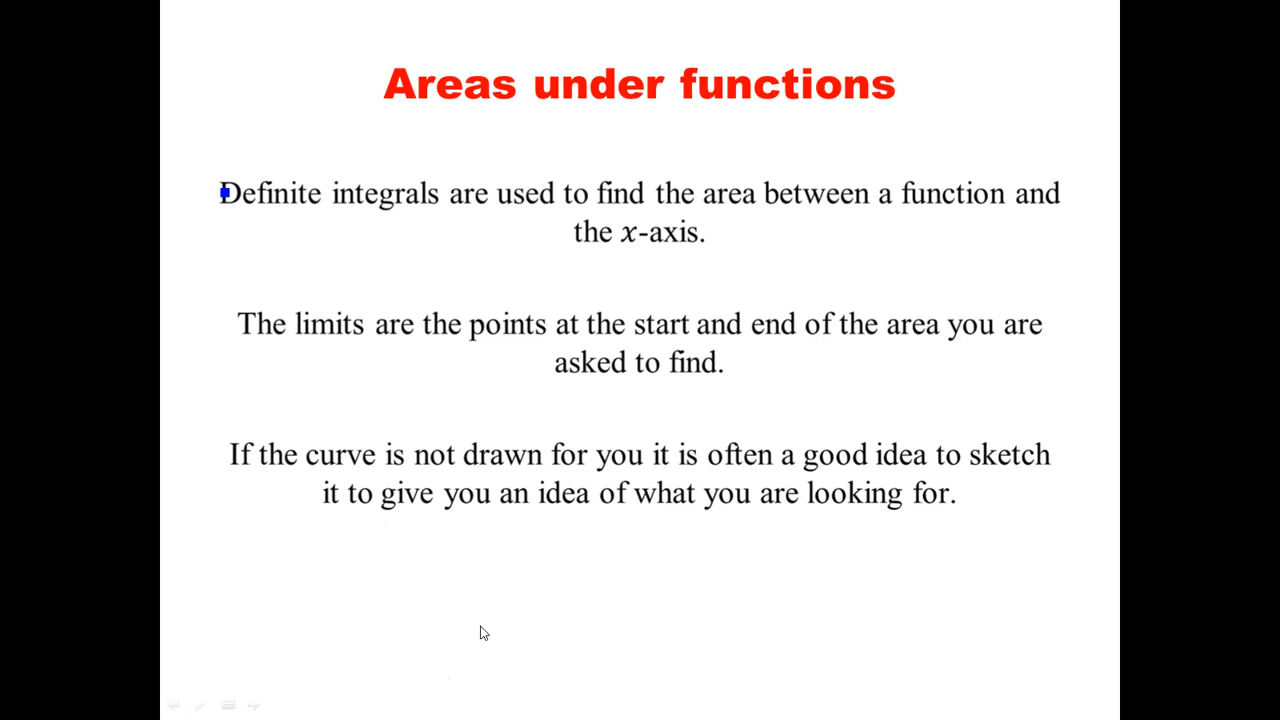 Areas under functions
Definite integrals are used to find the area between a function and
the x-axis.
The limits are the points at the start and end of the area you are
asked to find.
If the curve is not drawn for you it is often a good idea to sketch
it to give you an idea of what you are looking for.